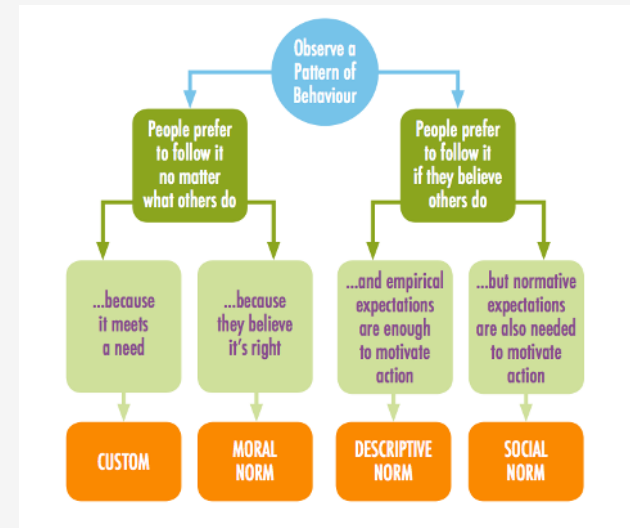 Observe a
Pattern of
Behaviour
People prefer
to follow it
no matter
what others do
People prefer
to follow it
if they believe
others do
...because
it meets
a need
...because
they believe
it's right
...and empirical
expectations
are enough
to motivate
action
...but normative
expectations
are also needed
to motivate
action
CUSTOM
MORAL
NORM
DESCRIPTIVE
NORM
SOCIAL
NORM